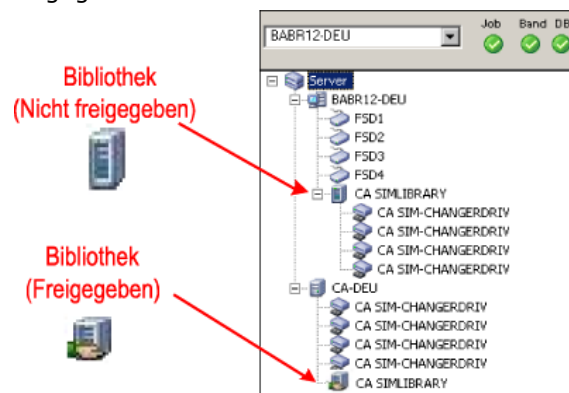 BABR12-DEU
Job Band DB
Bibliothek
(Nicht freigegeben)
Server
BABR12-DEU
FSD1
FSD2
FSD3
FSD4
CA SIMLIBRARY
CA SIM-CHANGERDRIV
CA SIM-CHANGERDRIV
CA SIM-CHANGERDRIV
CA SIM-CHANGERDRIV
Bibliothek
(Freigegeben)
CA-DEU
CA SIM-CHANGERDRIV
CA SIM-CHANGERDRIV
CA SIM-CHANGERDRIV
CA SIM-CHANGERDRIV
CA SIMLIBRARY